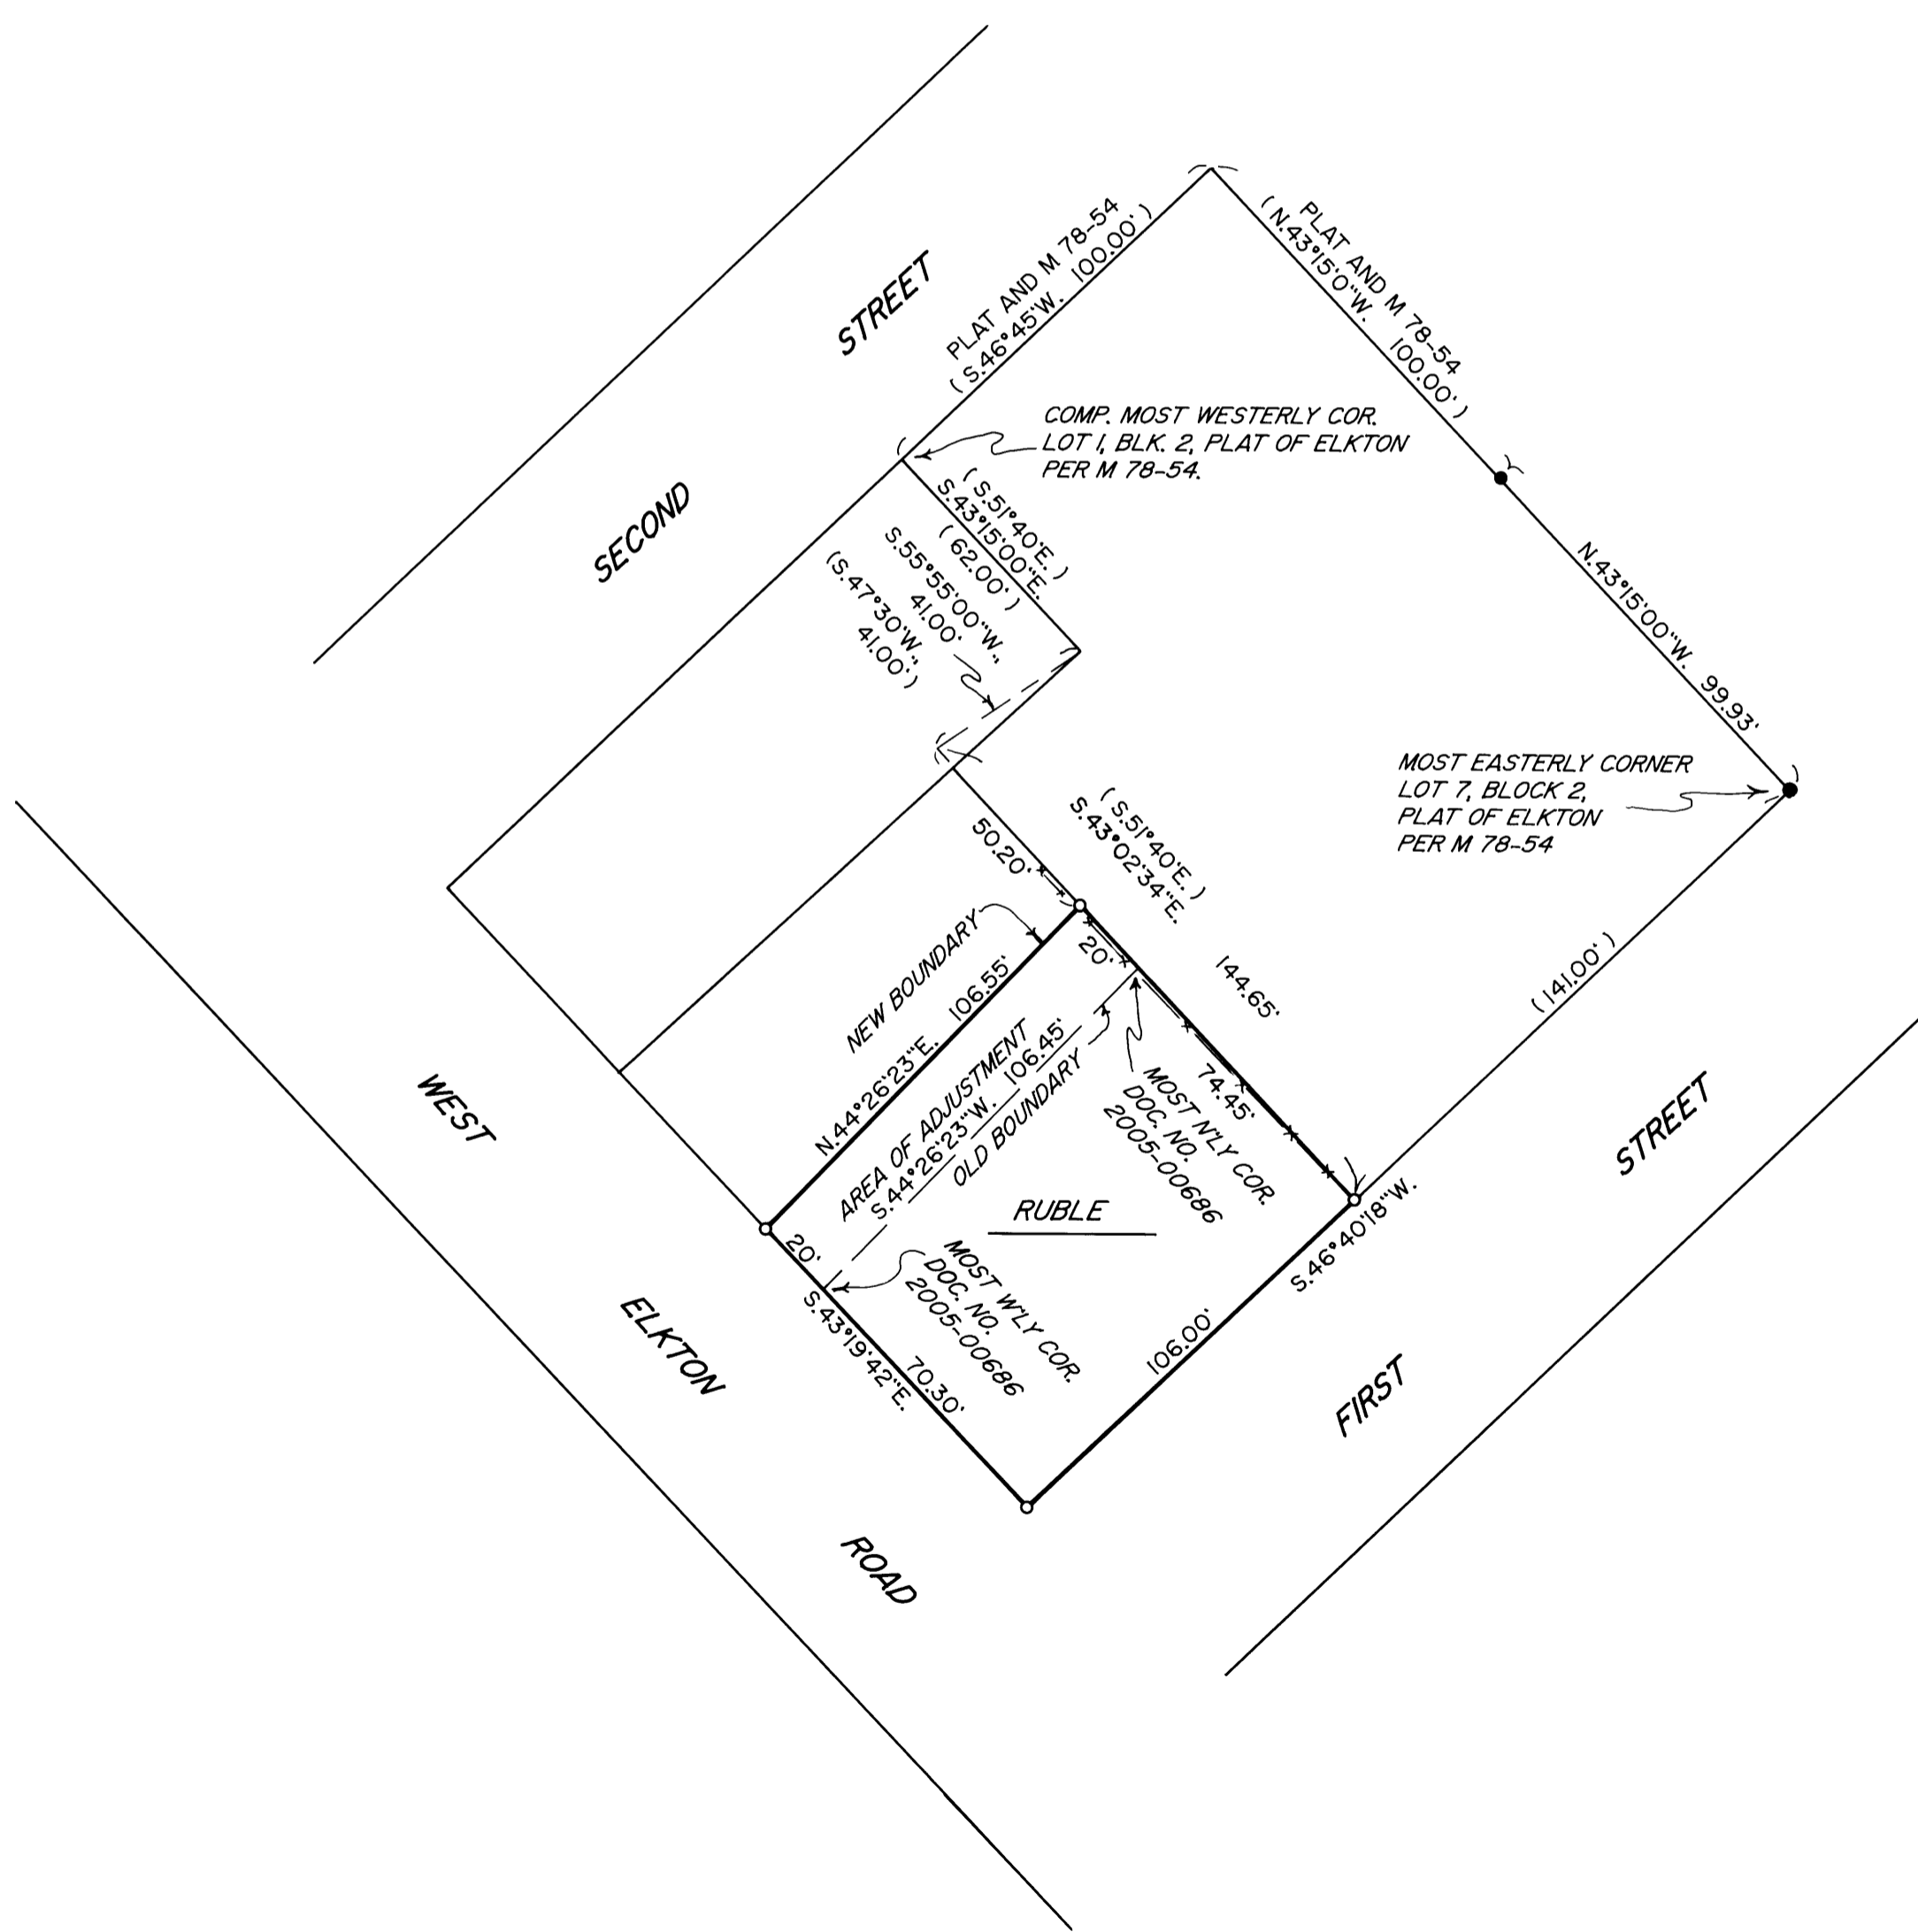 PLAT AND M 78-54
( S.46°45'W. 100.00' )
PLAT AND M 78-54
( N.43°15'0"W. 100.00' )
STREET
SECOND
COMP. MOST WESTERLY COR.
LOT 1, BLK. 2, PLAT OF ELKTON
PER M 78-54.
( S.51°40'E. )
S.43°15'00"E.
( 62.00' )
S.55°55'00"W.,
41.00'
(S.47°30'W.,
41.00')
N.43°15'00"W. 99.93'
MOST EASTERLY CORNER
LOT 7, BLOCK 2,
PLAT OF ELKTON
PER M 78-54
( S.51°40'E. )
S.43°02'34"E.
144.65'
50.20'
20'
74.45'
NEW BOUNDARY
N.44°26'23"E. 106.55'
AREA OF ADJUSTMENT
S.44°26'23"W. 106.45'
OLD BOUNDARY
MOST N'LY COR.
DOC. NO.
2005-00686
RUBLE
20'
MOST W'LY COR.
DOC. NO.
2005-00686
S.43°19'42"E.
70.30'
106.00'
S.46°40'18"W.
( 141.00' )
WEST
ELKTON
ROAD
FIRST
STREET